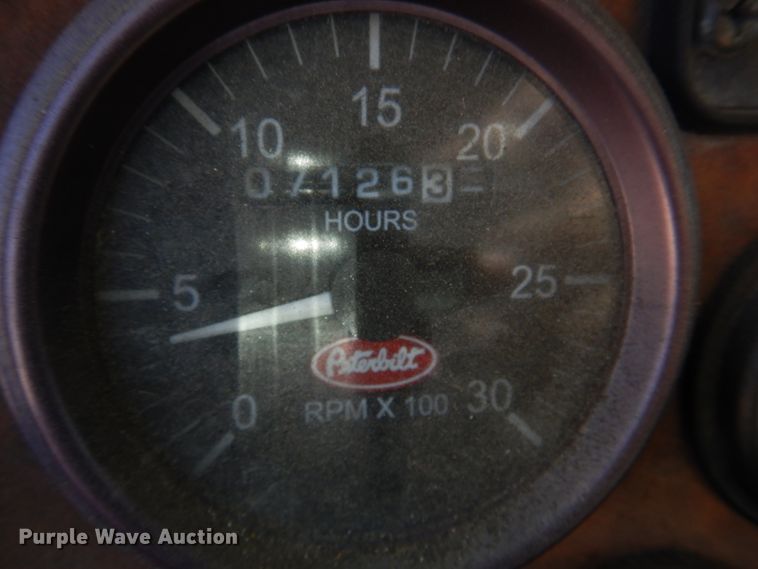 15
10 20
071263
HOURS
5 25
Peterbilt
0 RPM X 100 30
Purple Wave Auction